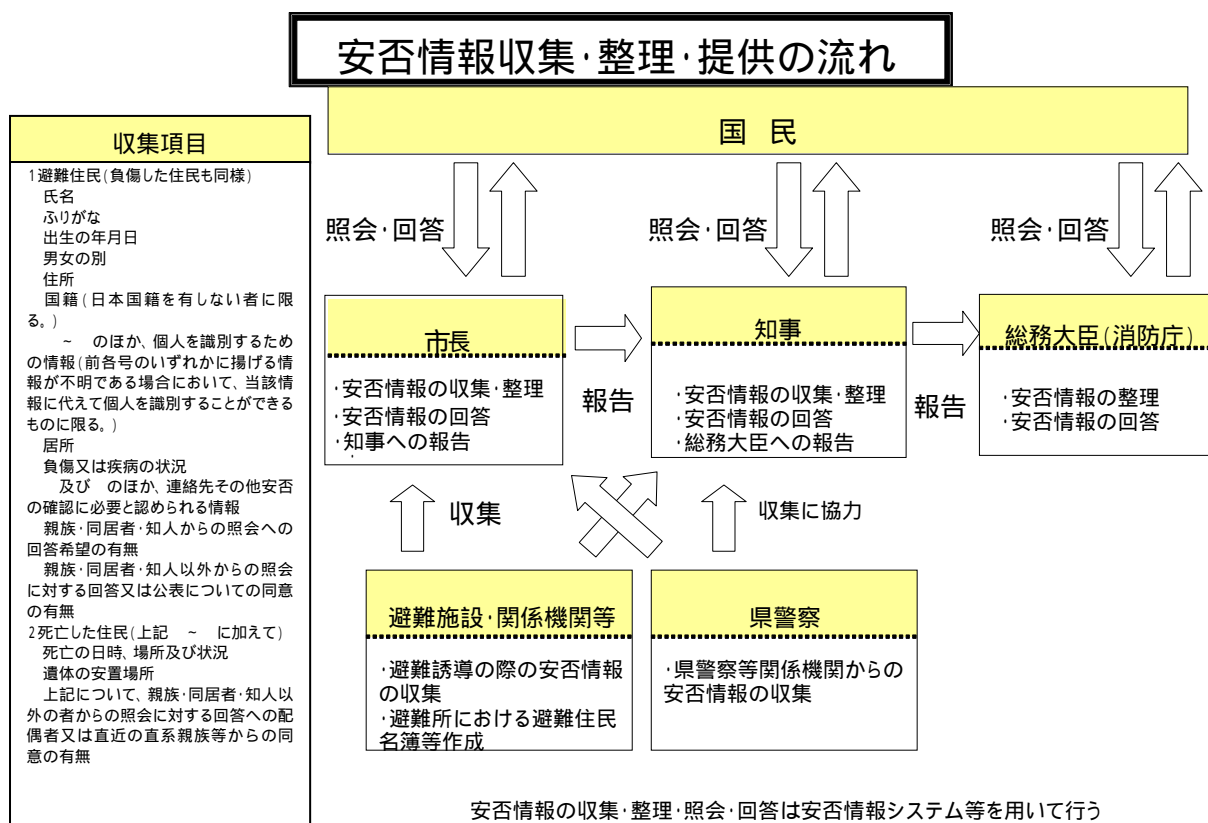 安否情報収集・整理・提供の流れ
国 民
収集項目
1避難住民(負傷した住民も同様)
氏名
ふりがな
出生の年月日
男女の別
住所
国籍(日本国籍を有しない者に限
る。)
～ のほか、個人を識別するため
の情報(前各号のいずれかに揚げる情
報が不明である場合において、当該情
報に代えて個人を識別することができる
ものに限る。)
居所
負傷又は疾病の状況
及び のほか、連絡先その他安否
の確認に必要と認められる情報
親族・同居者・知人からの照会への
回答希望の有無
親族・同居者・知人以外からの照会
に対する回答又は公表についての同意
の有無
2死亡した住民(上記 ～ に加えて)
死亡の日時、場所及び状況
遺体の安置場所
上記について、親族・同居者・知人以
外の者からの照会に対する回答への配
偶者又は直近の直系親族等からの同
意の有無
照会・回答
照会・回答
照会・回答
市長
・安否情報の収集・整理
・安否情報の回答
・知事への報告
報告
知事
・安否情報の収集・整理
・安否情報の回答
・総務大臣への報告
報告
総務大臣(消防庁)
・安否情報の整理
・安否情報の回答
収集
収集に協力
避難施設・関係機関等
・避難誘導の際の安否情報
の収集
・避難所における避難住民
名簿等作成
県警察
・県警察等関係機関からの
安否情報の収集
安否情報の収集・整理・照会・回答は安否情報システム等を用いて行う